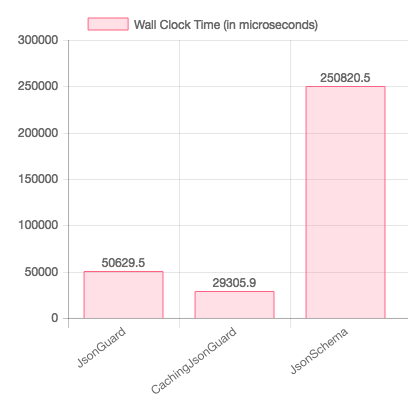 Wall Clock Time (in microseconds)
300000
250000
200000
150000
100000
50000
0
50629.5
29305.9
250820.5
JsonGuard
CachingJsonGuard
JsonSchema